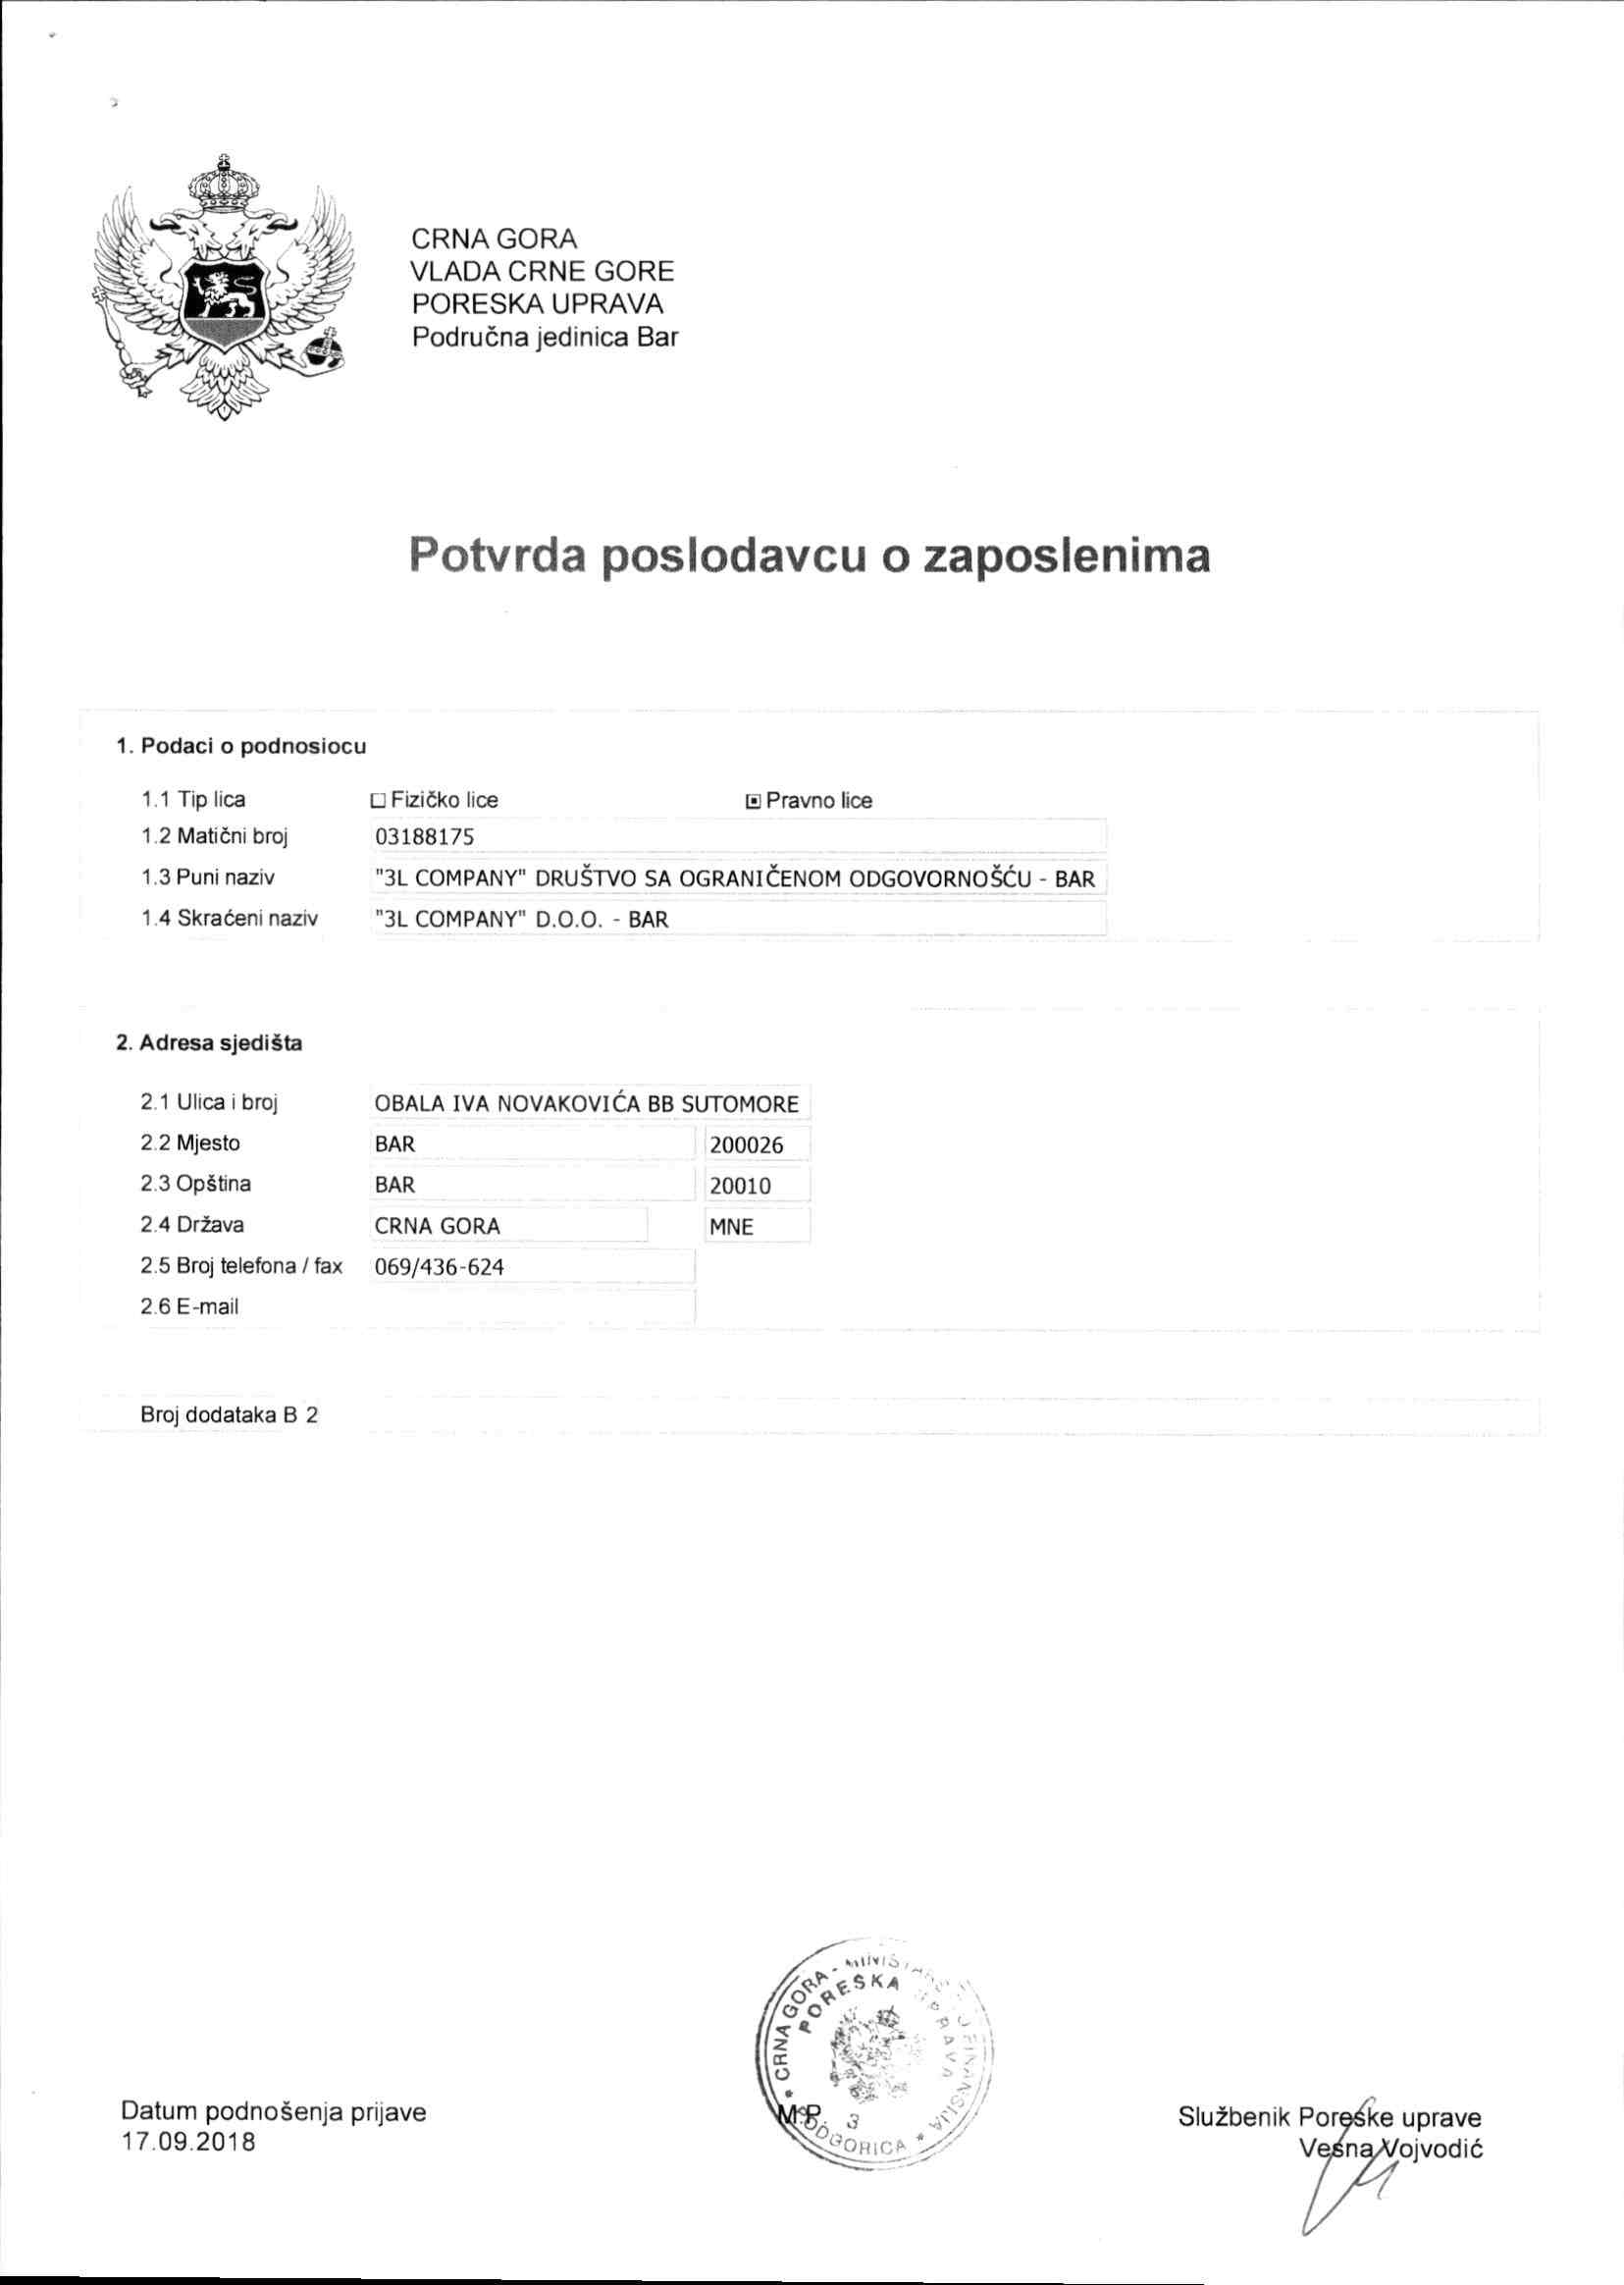 CRNA GORA
VLADA CRNE GORE
PORESKA UPRAVA
Područna jedinica Bar
Potvrda poslodavcu o zaposlenima
1. Podaci o podnosiocu
1.1 Tip lica Fizičko lice Pravno lice
1.2 Matični broj 03188175
1.3 Puni naziv "3L COMPANY" DRUŠTVO SA OGRANIČENOM ODGOVORNOŠĆU - BAR
1.4 Skraćeni naziv "3L COMPANY" D.O.O. - BAR
2. Adresa sjedišta
2.1 Ulica i broj OBALA IVA NOVAKOVIĆA BB SUTOMORE
2.2 Mjesto BAR 200026
2.3 Opština BAR 20010
2.4 Država CRNA GORA MNE
2.5 Broj telefona / fax 069/436-624
2.6 E-mail
Broj dodataka B 2
CRNA GORA - FINANSIJA
PORESKA UPRAVA
3
PODGORICA
M.P.
Datum podnošenja prijave
17.09.2018
Službenik Poreske uprave
Vesna Vojvodić